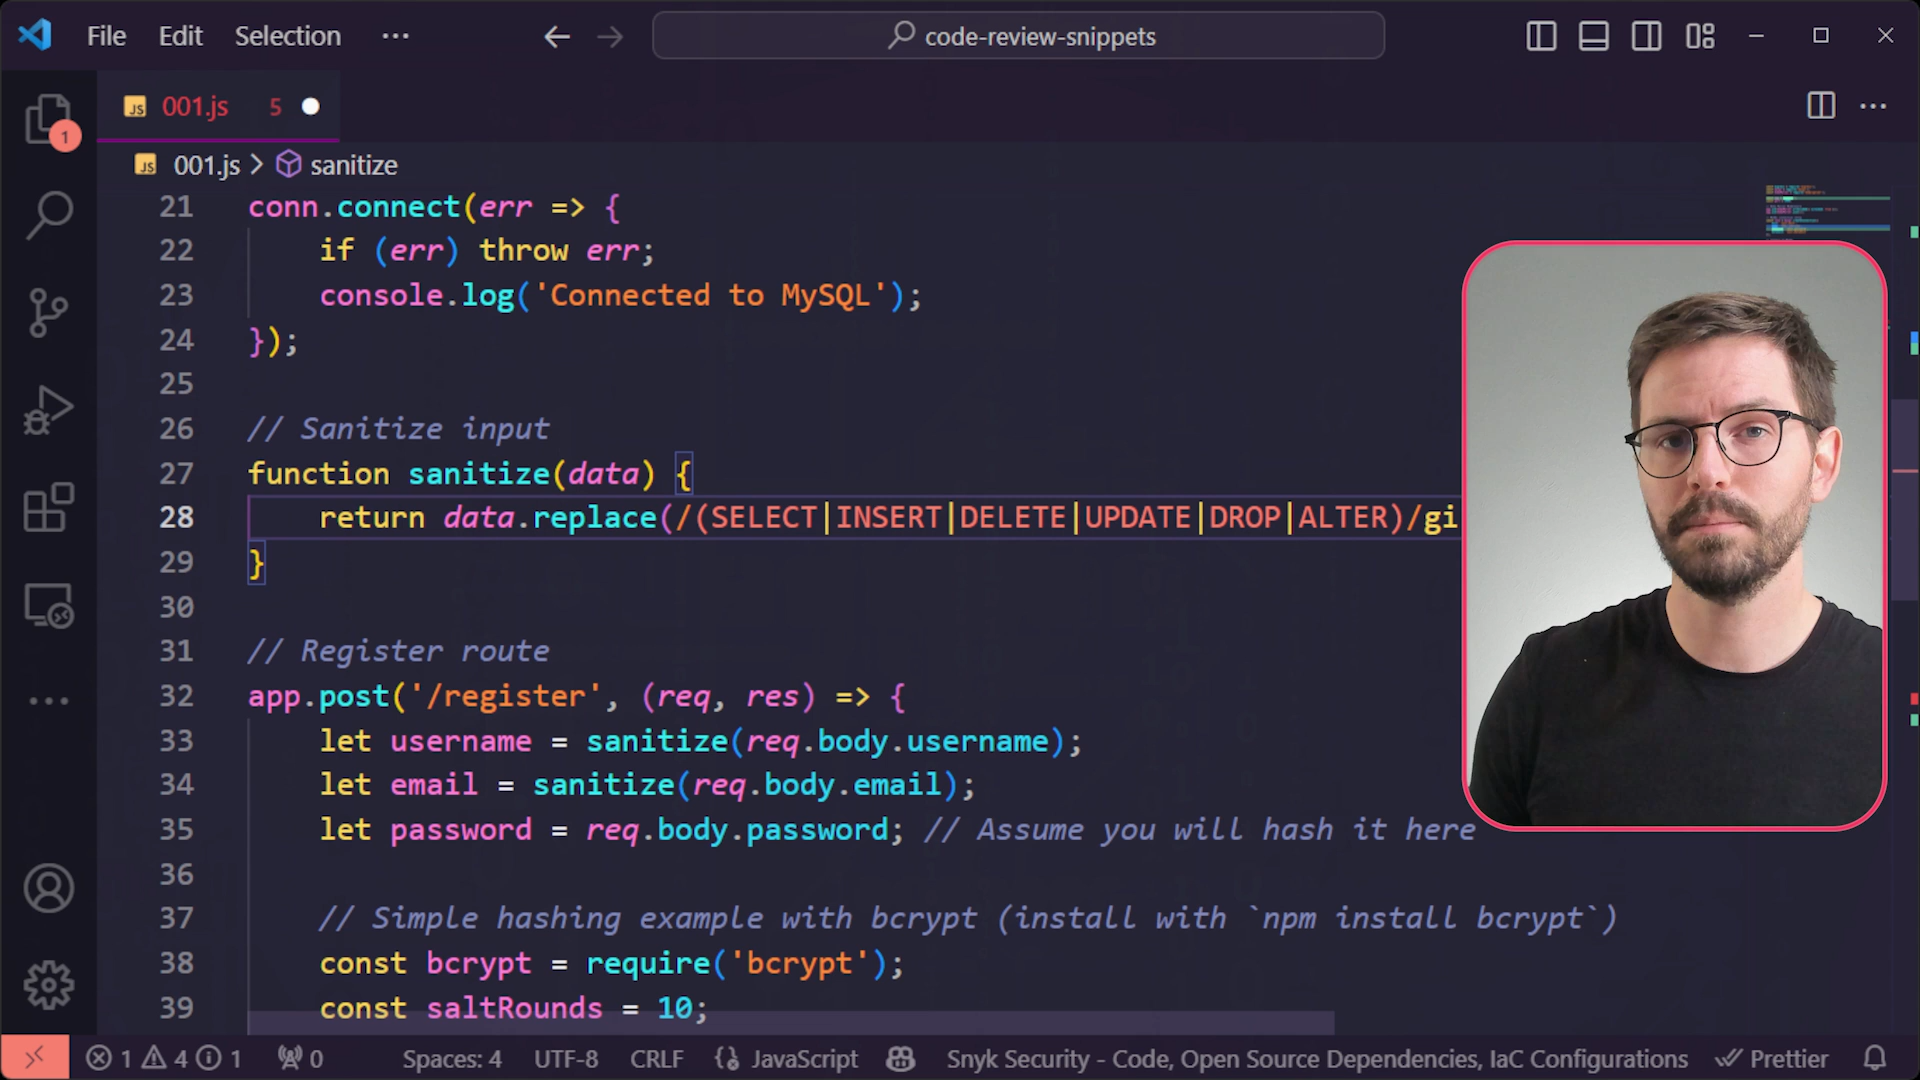 File Edit Selection ··· code-review-snippets
JS 001.js 5
1
JS 001.js > sanitize
21 conn.connect(err => {
22 if (err) throw err;
23 console.log('Connected to MySQL');
24 });
25
26 // Sanitize input
27 function sanitize(data) {
28 return data.replace(/(SELECT|INSERT|DELETE|UPDATE|DROP|ALTER)/gi
29 }
30
31 // Register route
32 app.post('/register', (req, res) => {
33 let username = sanitize(req.body.username);
34 let email = sanitize(req.body.email);
35 let password = req.body.password; // Assume you will hash it here
36
37 // Simple hashing example with bcrypt (install with `npm install bcrypt`)
38 const bcrypt = require('bcrypt');
39 const saltRounds = 10;
1 4 1 0 Spaces: 4 UTF-8 CRLF {} JavaScript Snyk Security - Code, Open Source Dependencies, IaC Configurations Prettier